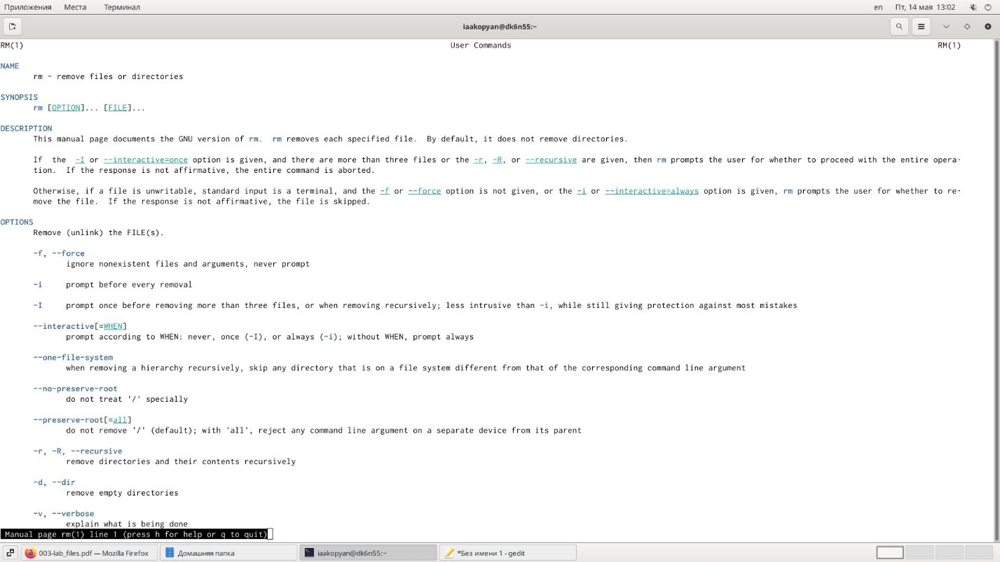 Приложения Места Терминал en Пт, 14 мая 13:02
iaakopyan@dk6n55:~
RM(1) User Commands RM(1)
NAME
rm - remove files or directories
SYNOPSIS
rm [OPTION]... [FILE]...
DESCRIPTION
This manual page documents the GNU version of rm. rm removes each specified file. By default, it does not remove directories.
If the -I or --interactive=once option is given, and there are more than three files or the -r, -R, or --recursive are given, then rm prompts the user for whether to proceed with the entire opera-
tion. If the response is not affirmative, the entire command is aborted.
Otherwise, if a file is unwritable, standard input is a terminal, and the -f or --force option is not given, or the -i or --interactive=always option is given, rm prompts the user for whether to re-
move the file. If the response is not affirmative, the file is skipped.
OPTIONS
Remove (unlink) the FILE(s).
-f, --force
ignore nonexistent files and arguments, never prompt
-i prompt before every removal
-I prompt once before removing more than three files, or when removing recursively; less intrusive than -i, while still giving protection against most mistakes
--interactive[=WHEN]
prompt according to WHEN: never, once (-I), or always (-i); without WHEN, prompt always
--one-file-system
when removing a hierarchy recursively, skip any directory that is on a file system different from that of the corresponding command line argument
--no-preserve-root
do not treat '/' specially
--preserve-root[=all]
do not remove '/' (default); with 'all', reject any command line argument on a separate device from its parent
-r, -R, --recursive
remove directories and their contents recursively
-d, --dir
remove empty directories
-v, --verbose
explain what is being done
Manual page rm(1) line 1 (press h for help or q to quit)
003-lab_files.pdf — Mozilla Firefox Домашняя папка iaakopyan@dk6n55:~ *Без имени 1 - gedit